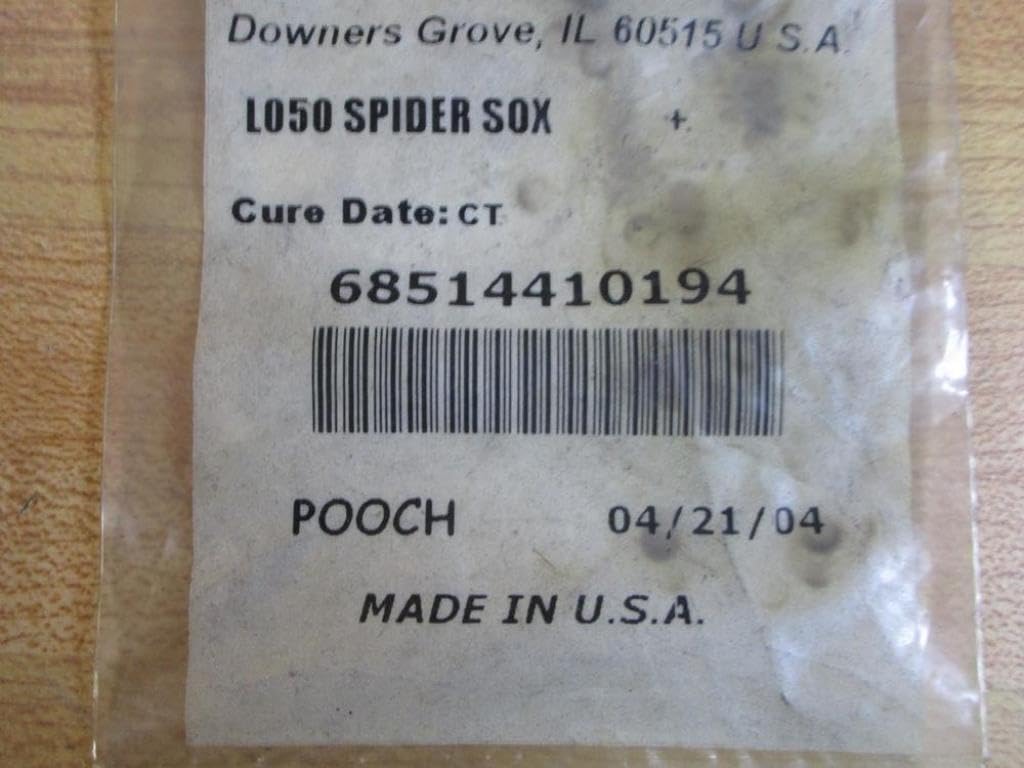 Downers Grove, IL 60515 U S.A.
L050 SPIDER SOX +
Cure Date: CT
68514410194
POOCH 04/21/04
MADE IN U.S.A.